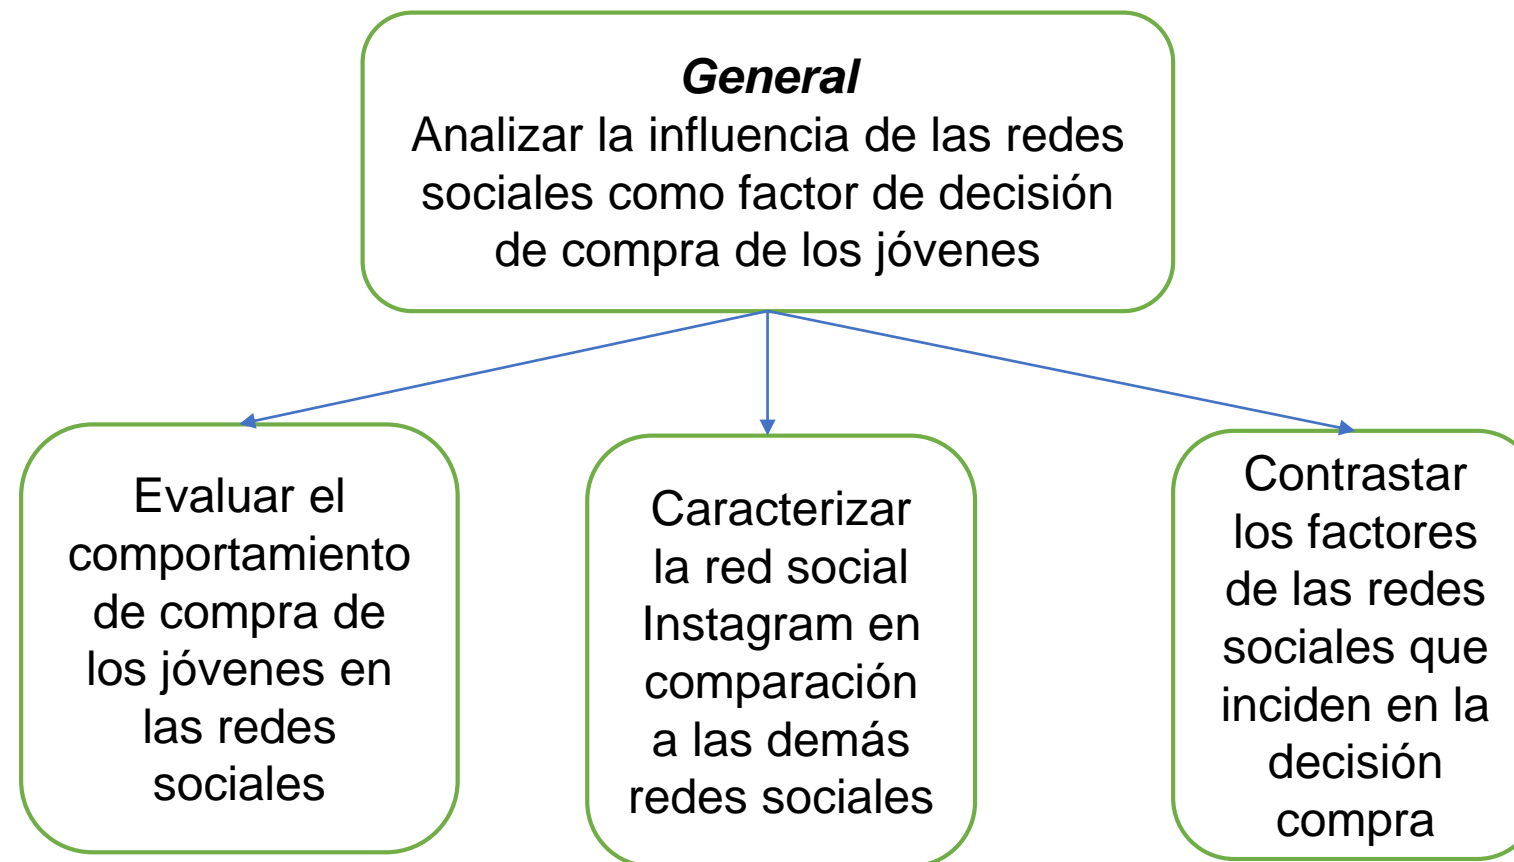 General
Analizar la influencia de las redes
sociales como factor de decisión
de compra de los jóvenes
Evaluar el
comportamiento
de compra de
los jóvenes en
las redes
sociales
Caracterizar
la red social
Instagram en
comparación
a las demás
redes sociales
Contrastar
los factores
de las redes
sociales que
inciden en la
decisión
compra